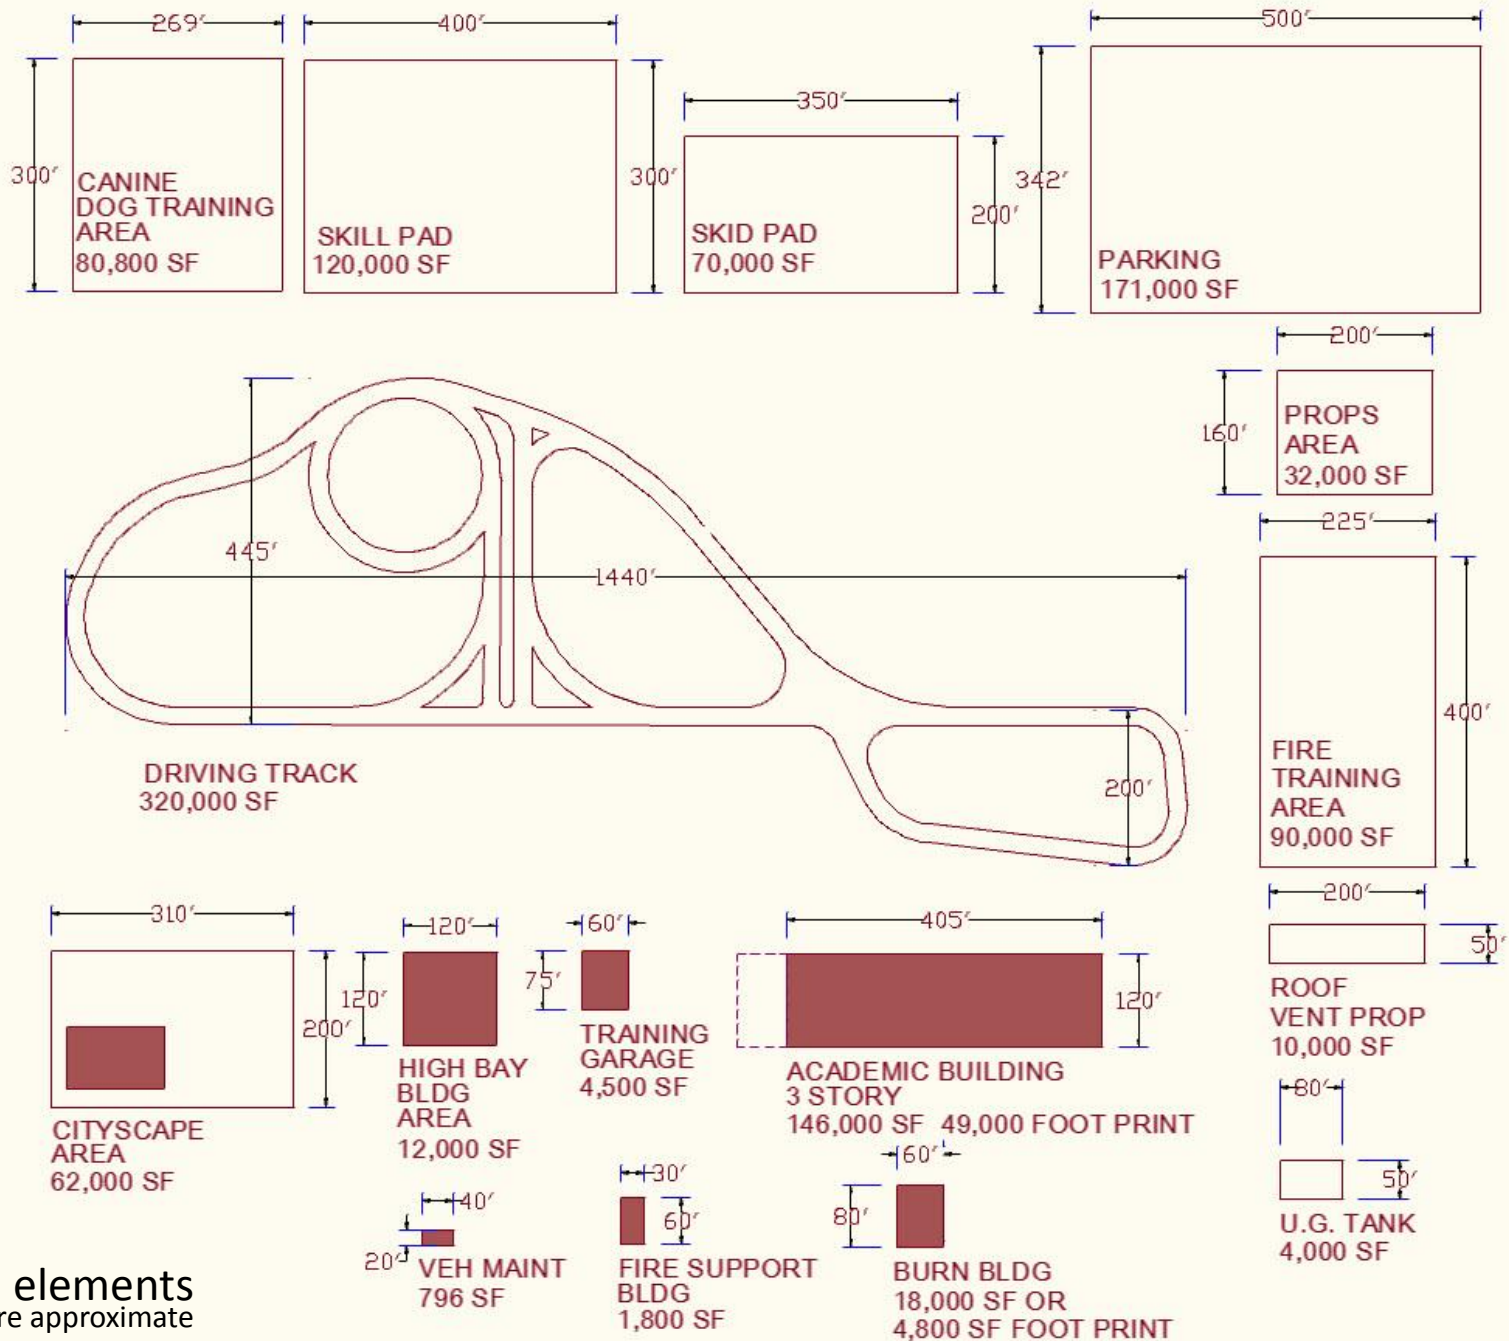 269'
400'
500'
350'
300'
CANINE
DOG TRAINING
AREA
80,800 SF
SKILL PAD
120,000 SF
300'
SKID PAD
70,000 SF
200'
342'
PARKING
171,000 SF
200'
160'
PROPS
AREA
32,000 SF
225'
445'
1440'
400'
FIRE
TRAINING
AREA
90,000 SF
DRIVING TRACK
320,000 SF
200'
310'
120'
60'
405'
200'
50'
200'
120'
75'
120'
ROOF
VENT PROP
10,000 SF
CITYSCAPE
AREA
62,000 SF
HIGH BAY
BLDG
AREA
12,000 SF
TRAINING
GARAGE
4,500 SF
ACADEMIC BUILDING
3 STORY
146,000 SF 49,000 FOOT PRINT
80'
50'
U.G. TANK
4,000 SF
40'
20'
VEH MAINT
796 SF
30'
60'
FIRE SUPPORT
BLDG
1,800 SF
60'
80'
BURN BLDG
18,000 SF OR
4,800 SF FOOT PRINT
elements
re approximate